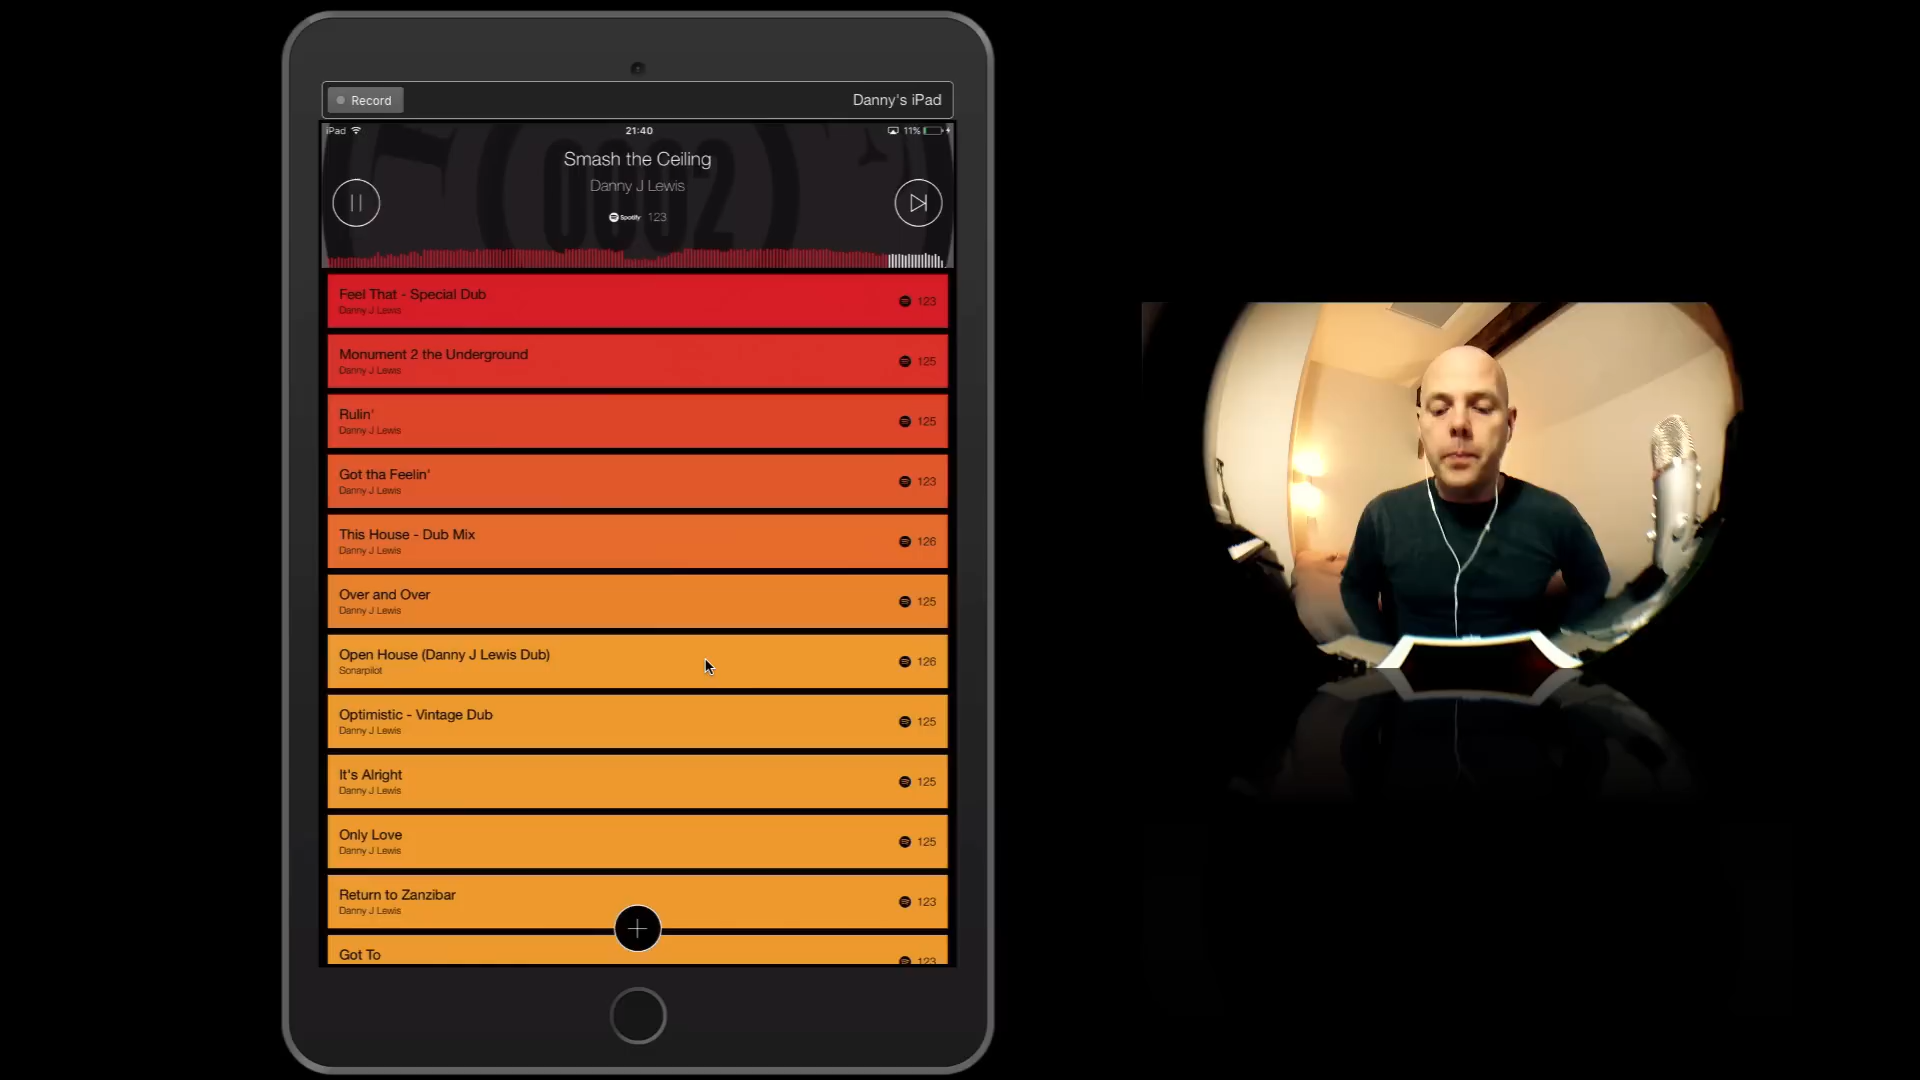 Record
Danny's iPad
iPad
21:40
11%
0002
Smash the Ceiling
Danny J Lewis
Spotify 123
Feel That - Special Dub
Danny J Lewis
123
Monument 2 the Underground
Danny J Lewis
125
Rulin'
Danny J Lewis
125
Got tha Feelin'
Danny J Lewis
123
This House - Dub Mix
Danny J Lewis
126
Over and Over
Danny J Lewis
125
Open House (Danny J Lewis Dub)
Sonarpilot
126
Optimistic - Vintage Dub
Danny J Lewis
125
It's Alright
Danny J Lewis
125
Only Love
Danny J Lewis
125
Return to Zanzibar
Danny J Lewis
123
Got To
123